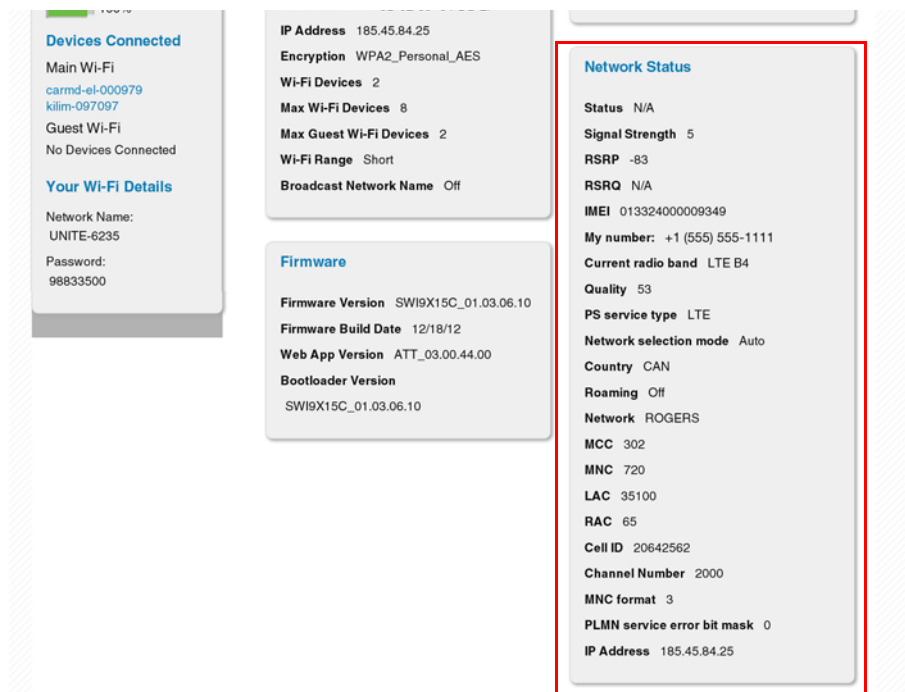 Devices Connected
Main Wi-Fi
carmd-el-000979
kilim-097097
Guest Wi-Fi
No Devices Connected
Your Wi-Fi Details
Network Name:
UNITE-6235
Password:
98833500
IP Address 185.45.84.25
Encryption WPA2_Personal_AES
Wi-Fi Devices 2
Max Wi-Fi Devices 8
Max Guest Wi-Fi Devices 2
Wi-Fi Range Short
Broadcast Network Name Off
Firmware
Firmware Version SWI9X15C_01.03.06.10
Firmware Build Date 12/18/12
Web App Version ATT_03.00.44.00
Bootloader Version
SWI9X15C_01.03.06.10
Network Status
Status N/A
Signal Strength 5
RSRP -83
RSRQ N/A
IMEI 013324000009349
My number: +1 (555) 555-1111
Current radio band LTE B4
Quality 53
PS service type LTE
Network selection mode Auto
Country CAN
Roaming Off
Network ROGERS
MCC 302
MNC 720
LAC 35100
RAC 65
Cell ID 20642562
Channel Number 2000
MNC format 3
PLMN service error bit mask 0
IP Address 185.45.84.25